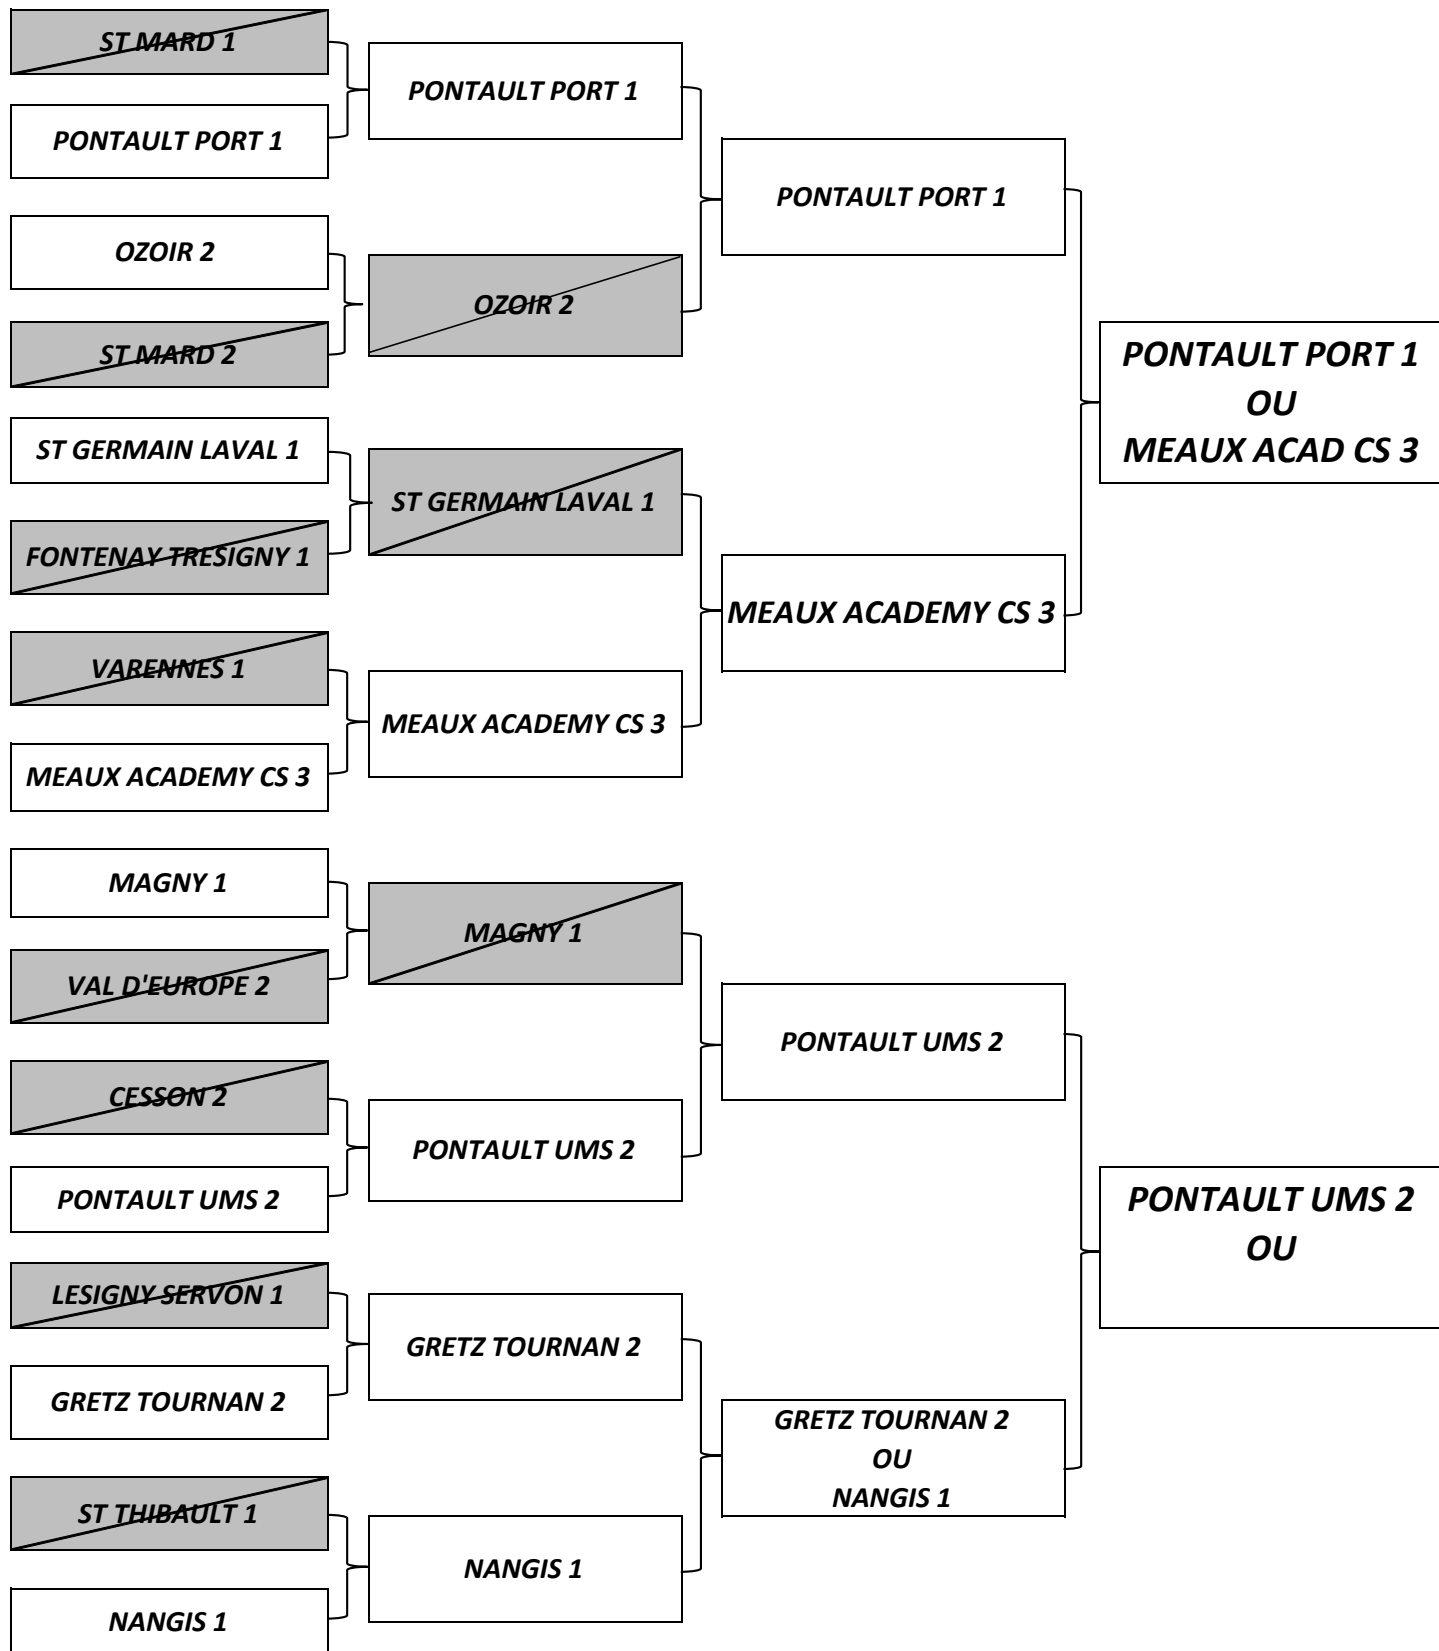 ST MARD 1
PONTAULT PORT 1
OZOIR 2
ST MARD 2
ST GERMAIN LAVAL 1
FONTENAY TRESIGNY 1
VARENNES 1
MEAUX ACADEMY CS 3
MAGNY 1
VAL D'EUROPE 2
CESSON 2
PONTAULT UMS 2
LESIGNY SERVON 1
GRETZ TOURNAN 2
ST THIBAULT 1
NANGIS 1
PONTAULT PORT 1
OZOIR 2
ST GERMAIN LAVAL 1
MEAUX ACADEMY CS 3
MAGNY 1
PONTAULT UMS 2
GRETZ TOURNAN 2
NANGIS 1
PONTAULT PORT 1
MEAUX ACADEMY CS 3
PONTAULT UMS 2
GRETZ TOURNAN 2
OU
NANGIS 1
PONTAULT PORT 1
OU
MEAUX ACAD CS 3
PONTAULT UMS 2
OU